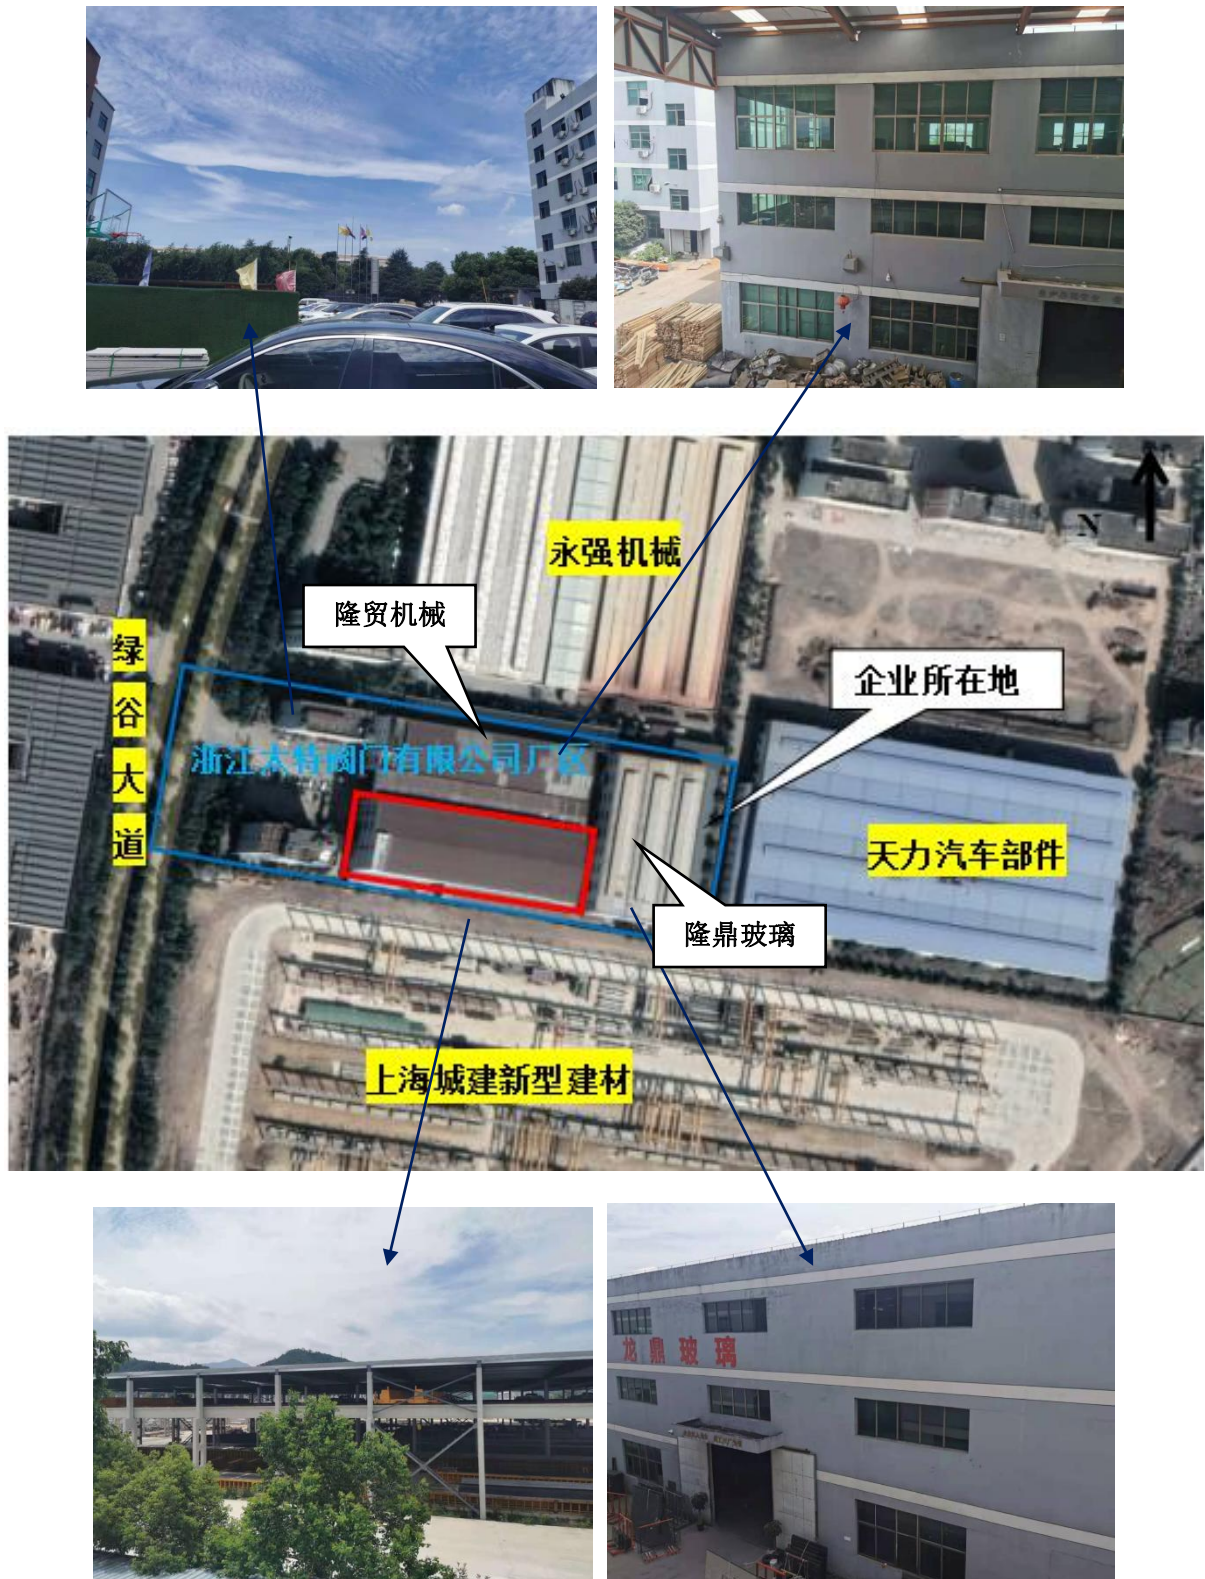 永强机械
N
隆贸机械
绿
谷
大
道
企业所在地
浙江太特阀门有限公司厂区
天力汽车部件
隆鼎玻璃
上海城建新型建材
龙鼎玻璃